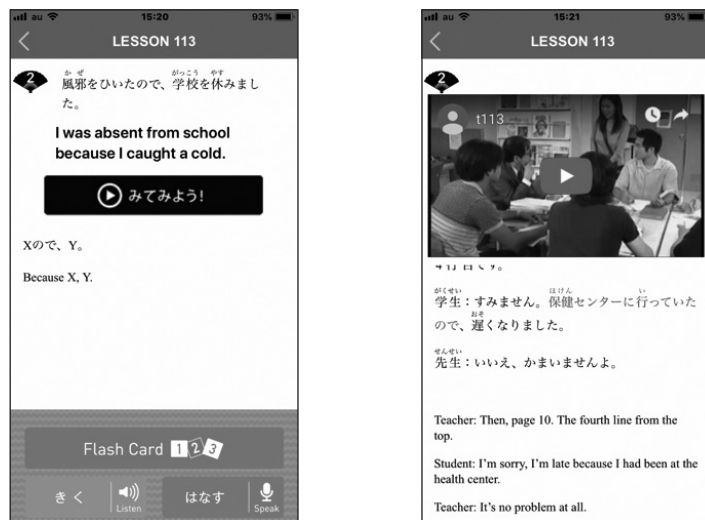 au 15:20 93%
LESSON 113
2
かぜ がっこう やす
風邪をひいたので、学校を休みまし
た。
I was absent from school
because I caught a cold.
みてみよう!
Xので、Y。
Because X, Y.
Flash Card 1 2 3
きく Listen はなす Speak
au 15:21 93%
LESSON 113
2
t113
がくせい ほけん い
学生:すみません。保健センターに行っていた
おそ
ので、遅くなりました。
せんせい
先生:いいえ、かまいませんよ。
Teacher: Then, page 10. The fourth line from the
top.
Student: I'm sorry, I'm late because I had been at the
health center.
Teacher: It's no problem at all.